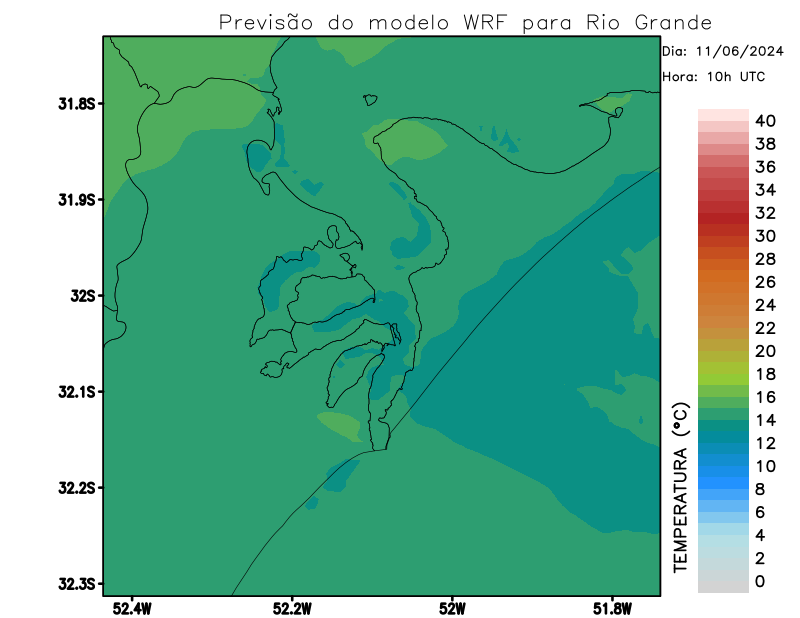 Previsão do modelo WRF para Rio Grande
Dia: 11/06/2024
Hora: 10h UTC
31.8S
31.9S
32S
32.1S
32.2S
32.3S
52.4W
52.2W
52W
51.8W
TEMPERATURA (°C)
40
38
36
34
32
30
28
26
24
22
20
18
16
14
12
10
8
6
4
2
0